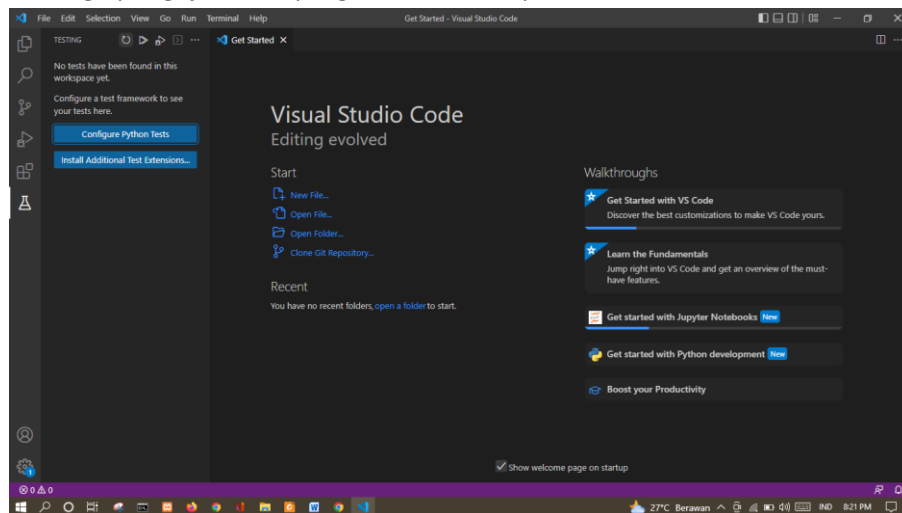 File Edit Selection View Go Run Terminal Help
Get Started - Visual Studio Code
TESTING
Get Started
No tests have been found in this
workspace yet.
Configure a test framework to see
your tests here.
Configure Python Tests
Install Additional Test Extensions...
Visual Studio Code
Editing evolved
Start
New File...
Open File...
Open Folder...
Clone Git Repository...
Recent
You have no recent folders, open a folder to start.
Walkthroughs
Get Started with VS Code
Discover the best customizations to make VS Code yours.
Learn the Fundamentals
Jump right into VS Code and get an overview of the must-
have features.
Get started with Jupyter Notebooks New
Get started with Python development New
Boost your Productivity
Show welcome page on startup
1
0 0
27°C Berawan IND 8:21 PM